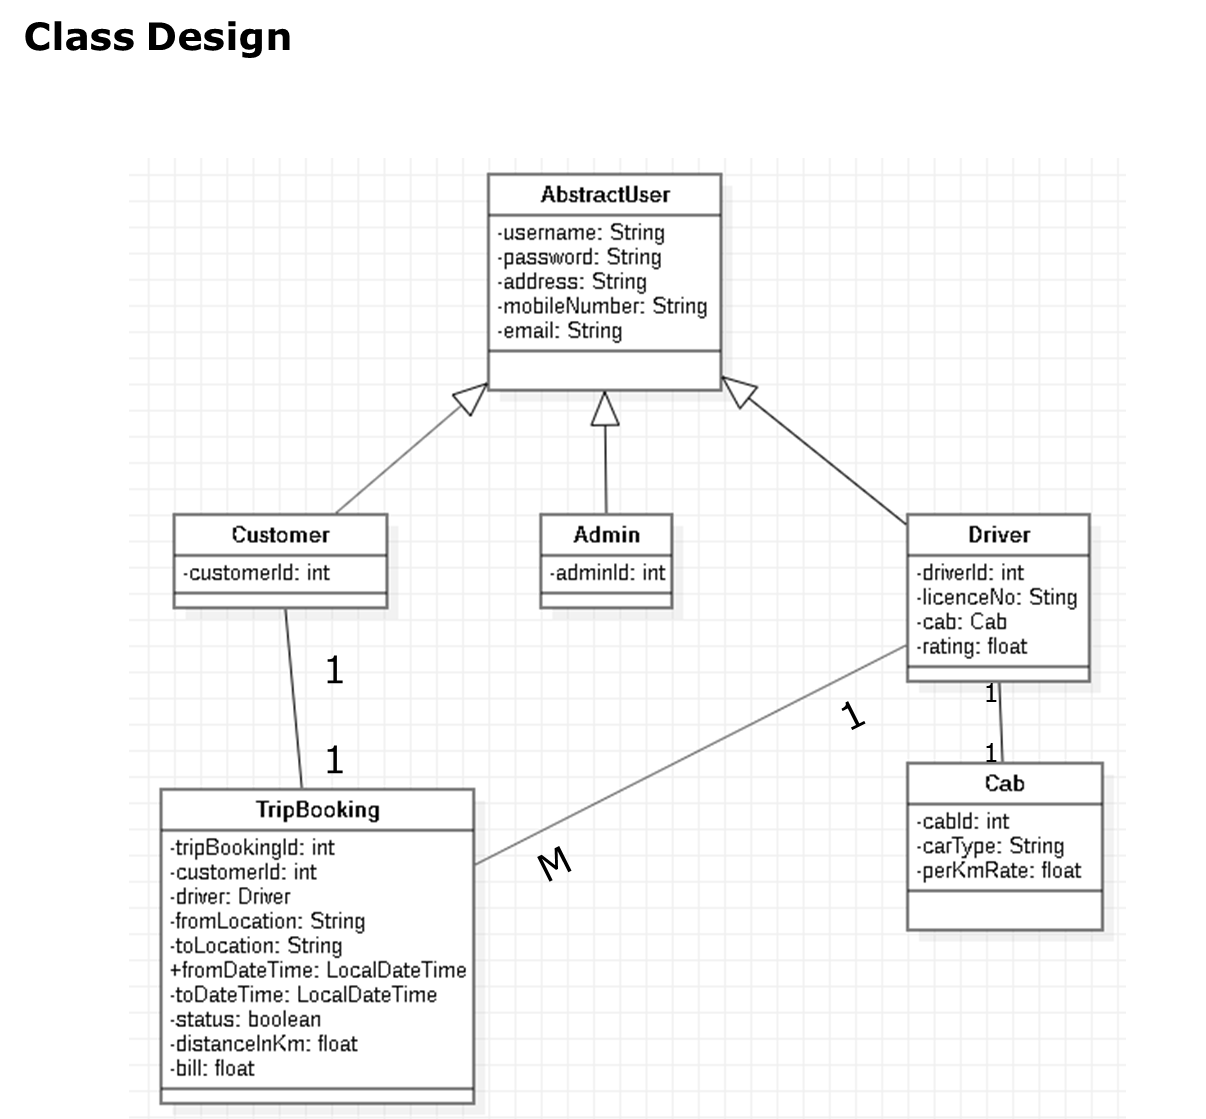 Class Design
AbstractUser
-username: String
-password: String
-address: String
-mobileNumber: String
-email: String
Customer
-customerId: int
Admin
-adminId: int
Driver
-driverId: int
-licenceNo: Sting
-cab: Cab
-rating: float
1
1
1
M
1
1
TripBooking
-tripBookingId: int
-customerId: int
-driver: Driver
-fromLocation: String
-toLocation: String
+fromDateTime: LocalDateTime
-toDateTime: LocalDateTime
-status: boolean
-distanceInKm: float
-bill: float
Cab
-cabId: int
-carType: String
-perKmRate: float